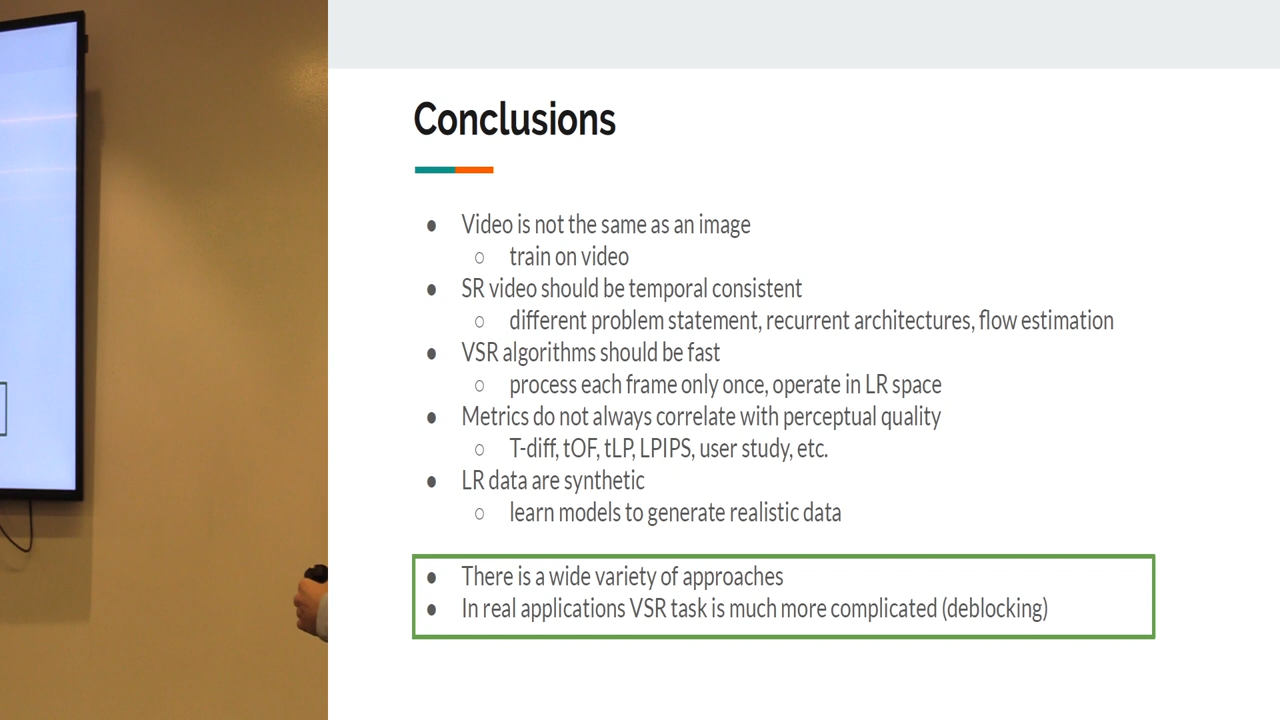 Conclusions
● Video is not the same as an image
○ train on video
● SR video should be temporal consistent
○ different problem statement, recurrent architectures, flow estimation
● VSR algorithms should be fast
○ process each frame only once, operate in LR space
● Metrics do not always correlate with perceptual quality
○ T-diff, tOF, tLP, LPIPS, user study, etc.
● LR data are synthetic
○ learn models to generate realistic data
● There is a wide variety of approaches
● In real applications VSR task is much more complicated (deblocking)